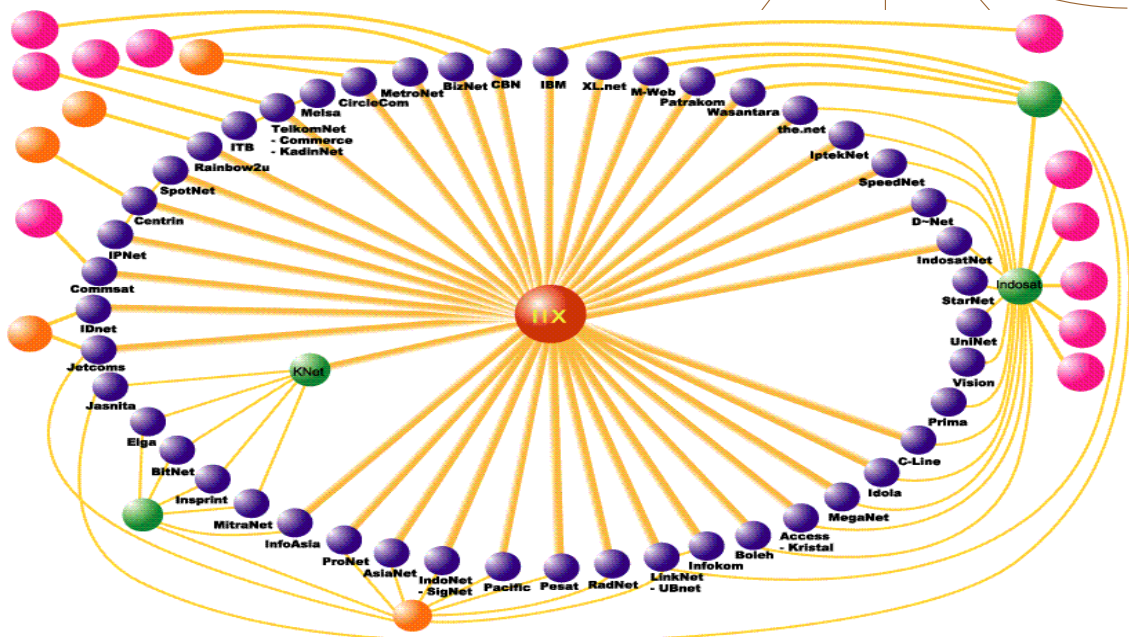 IBM
XL.net
M-Web
Patrakom
Wasantara
the.net
IptekNet
SpeedNet
D~Net
IndosatNet
Indosat
StarNet
UniNet
Vision
Prima
C-Line
Idola
MegaNet
Access
- Kristal
Boleh
Infokom
LinkNet
- UBnet
RadNet
Pesat
Pacific
IndoNet
- SigNet
AsiaNet
ProNet
InfoAsia
MitraNet
Insprint
BitNet
Elga
Jasnita
KNet
Jetcoms
IDnet
Commsat
IPNet
Centrin
SpotNet
Rainbow2u
ITB
TelkomNet
- Commerce
- KadinNet
Melsa
CircleCom
MetroNet
BizNet
CBN
IIX